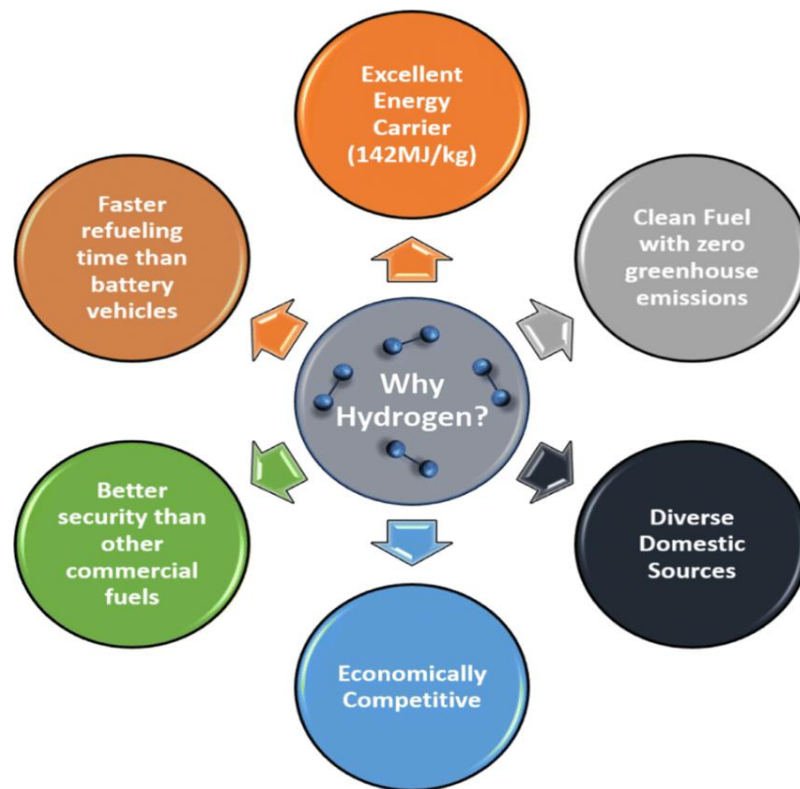 Excellent
Energy
Carrier
(142MJ/kg)
Faster
refueling
time than
battery
vehicles
Clean Fuel
with zero
greenhouse
emissions
Why
Hydrogen?
Better
security than
other
commercial
fuels
Diverse
Domestic
Sources
Economically
Competitive